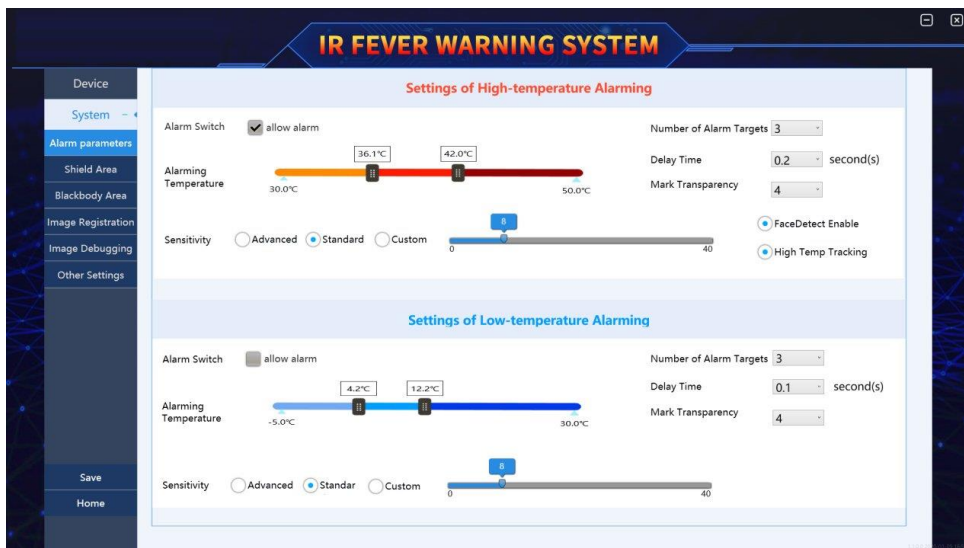 IR FEVER WARNING SYSTEM
Device
System
Alarm parameters
Shield Area
Blackbody Area
Image Registration
Image Debugging
Other Settings
Save
Home
Settings of High-temperature Alarming
Alarm Switch allow alarm
Number of Alarm Targets 3
36.1℃ 42.0℃
Alarming
Temperature
30.0℃ 50.0℃
Delay Time 0.2 second(s)
Mark Transparency 4
FaceDetect Enable
High Temp Tracking
Sensitivity Advanced Standard Custom
8
0 40
Settings of Low-temperature Alarming
Alarm Switch allow alarm
Number of Alarm Targets 3
4.2℃ 12.2℃
Alarming
Temperature
-5.0℃ 30.0℃
Delay Time 0.1 second(s)
Mark Transparency 4
Sensitivity Advanced Standar Custom
8
0 40